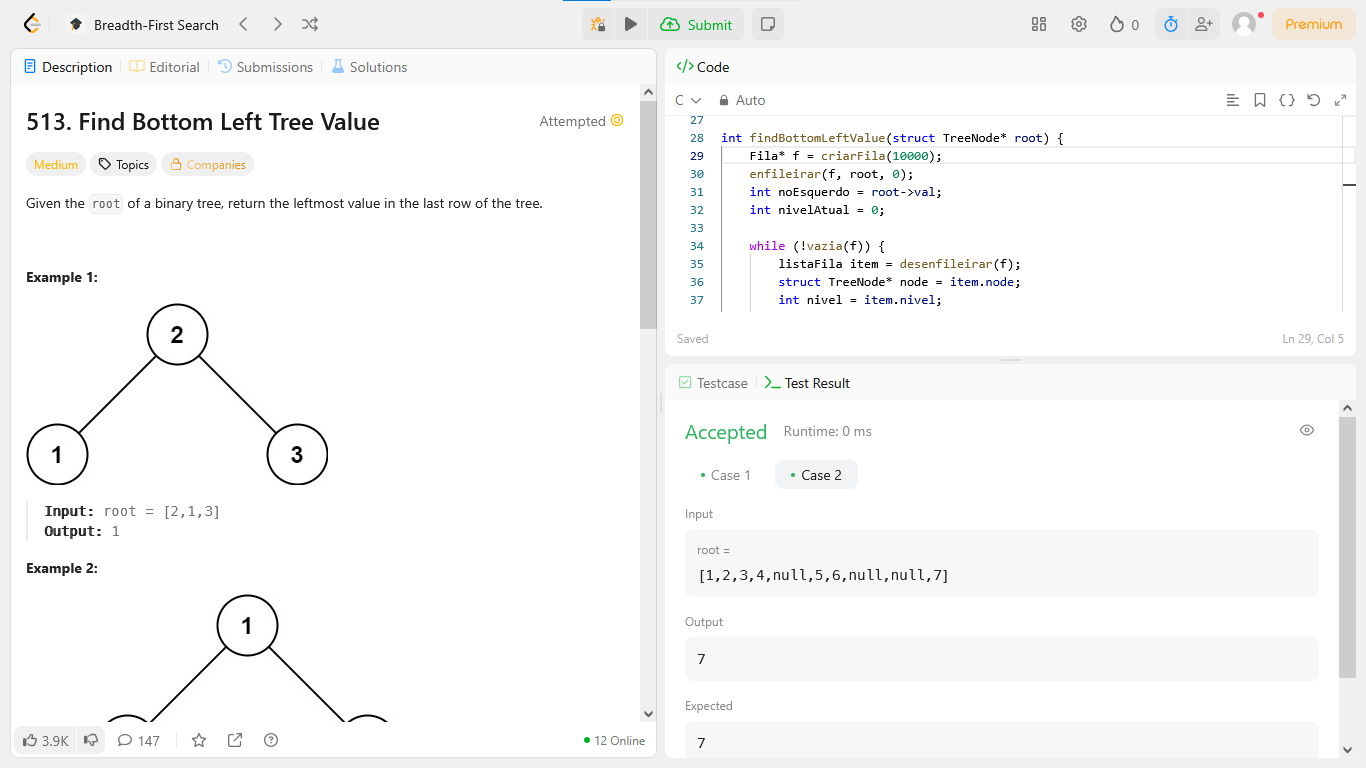 Breadth-First Search
Submit
0
Premium
Description
Editorial
Submissions
Solutions
513. Find Bottom Left Tree Value
Attempted
Medium
Topics
Companies
Given the root of a binary tree, return the leftmost value in the last row of the tree.
Example 1:
2
1
3
Input: root = [2,1,3]
Output: 1
Example 2:
1
3.9K
147
12 Online
</> Code
C
Auto
27
28 int findBottomLeftValue(struct TreeNode* root) {
29 Fila* f = criarFila(10000);
30 enfileirar(f, root, 0);
31 int noEsquerdo = root->val;
32 int nivelAtual = 0;
33
34 while (!vazia(f)) {
35 listaFila item = desenfileirar(f);
36 struct TreeNode* node = item.node;
37 int nivel = item.nivel;
Saved
Ln 29, Col 5
Testcase
Test Result
Accepted
Runtime: 0 ms
Case 1
Case 2
Input
root =
[1,2,3,4,null,5,6,null,null,7]
Output
7
Expected
7